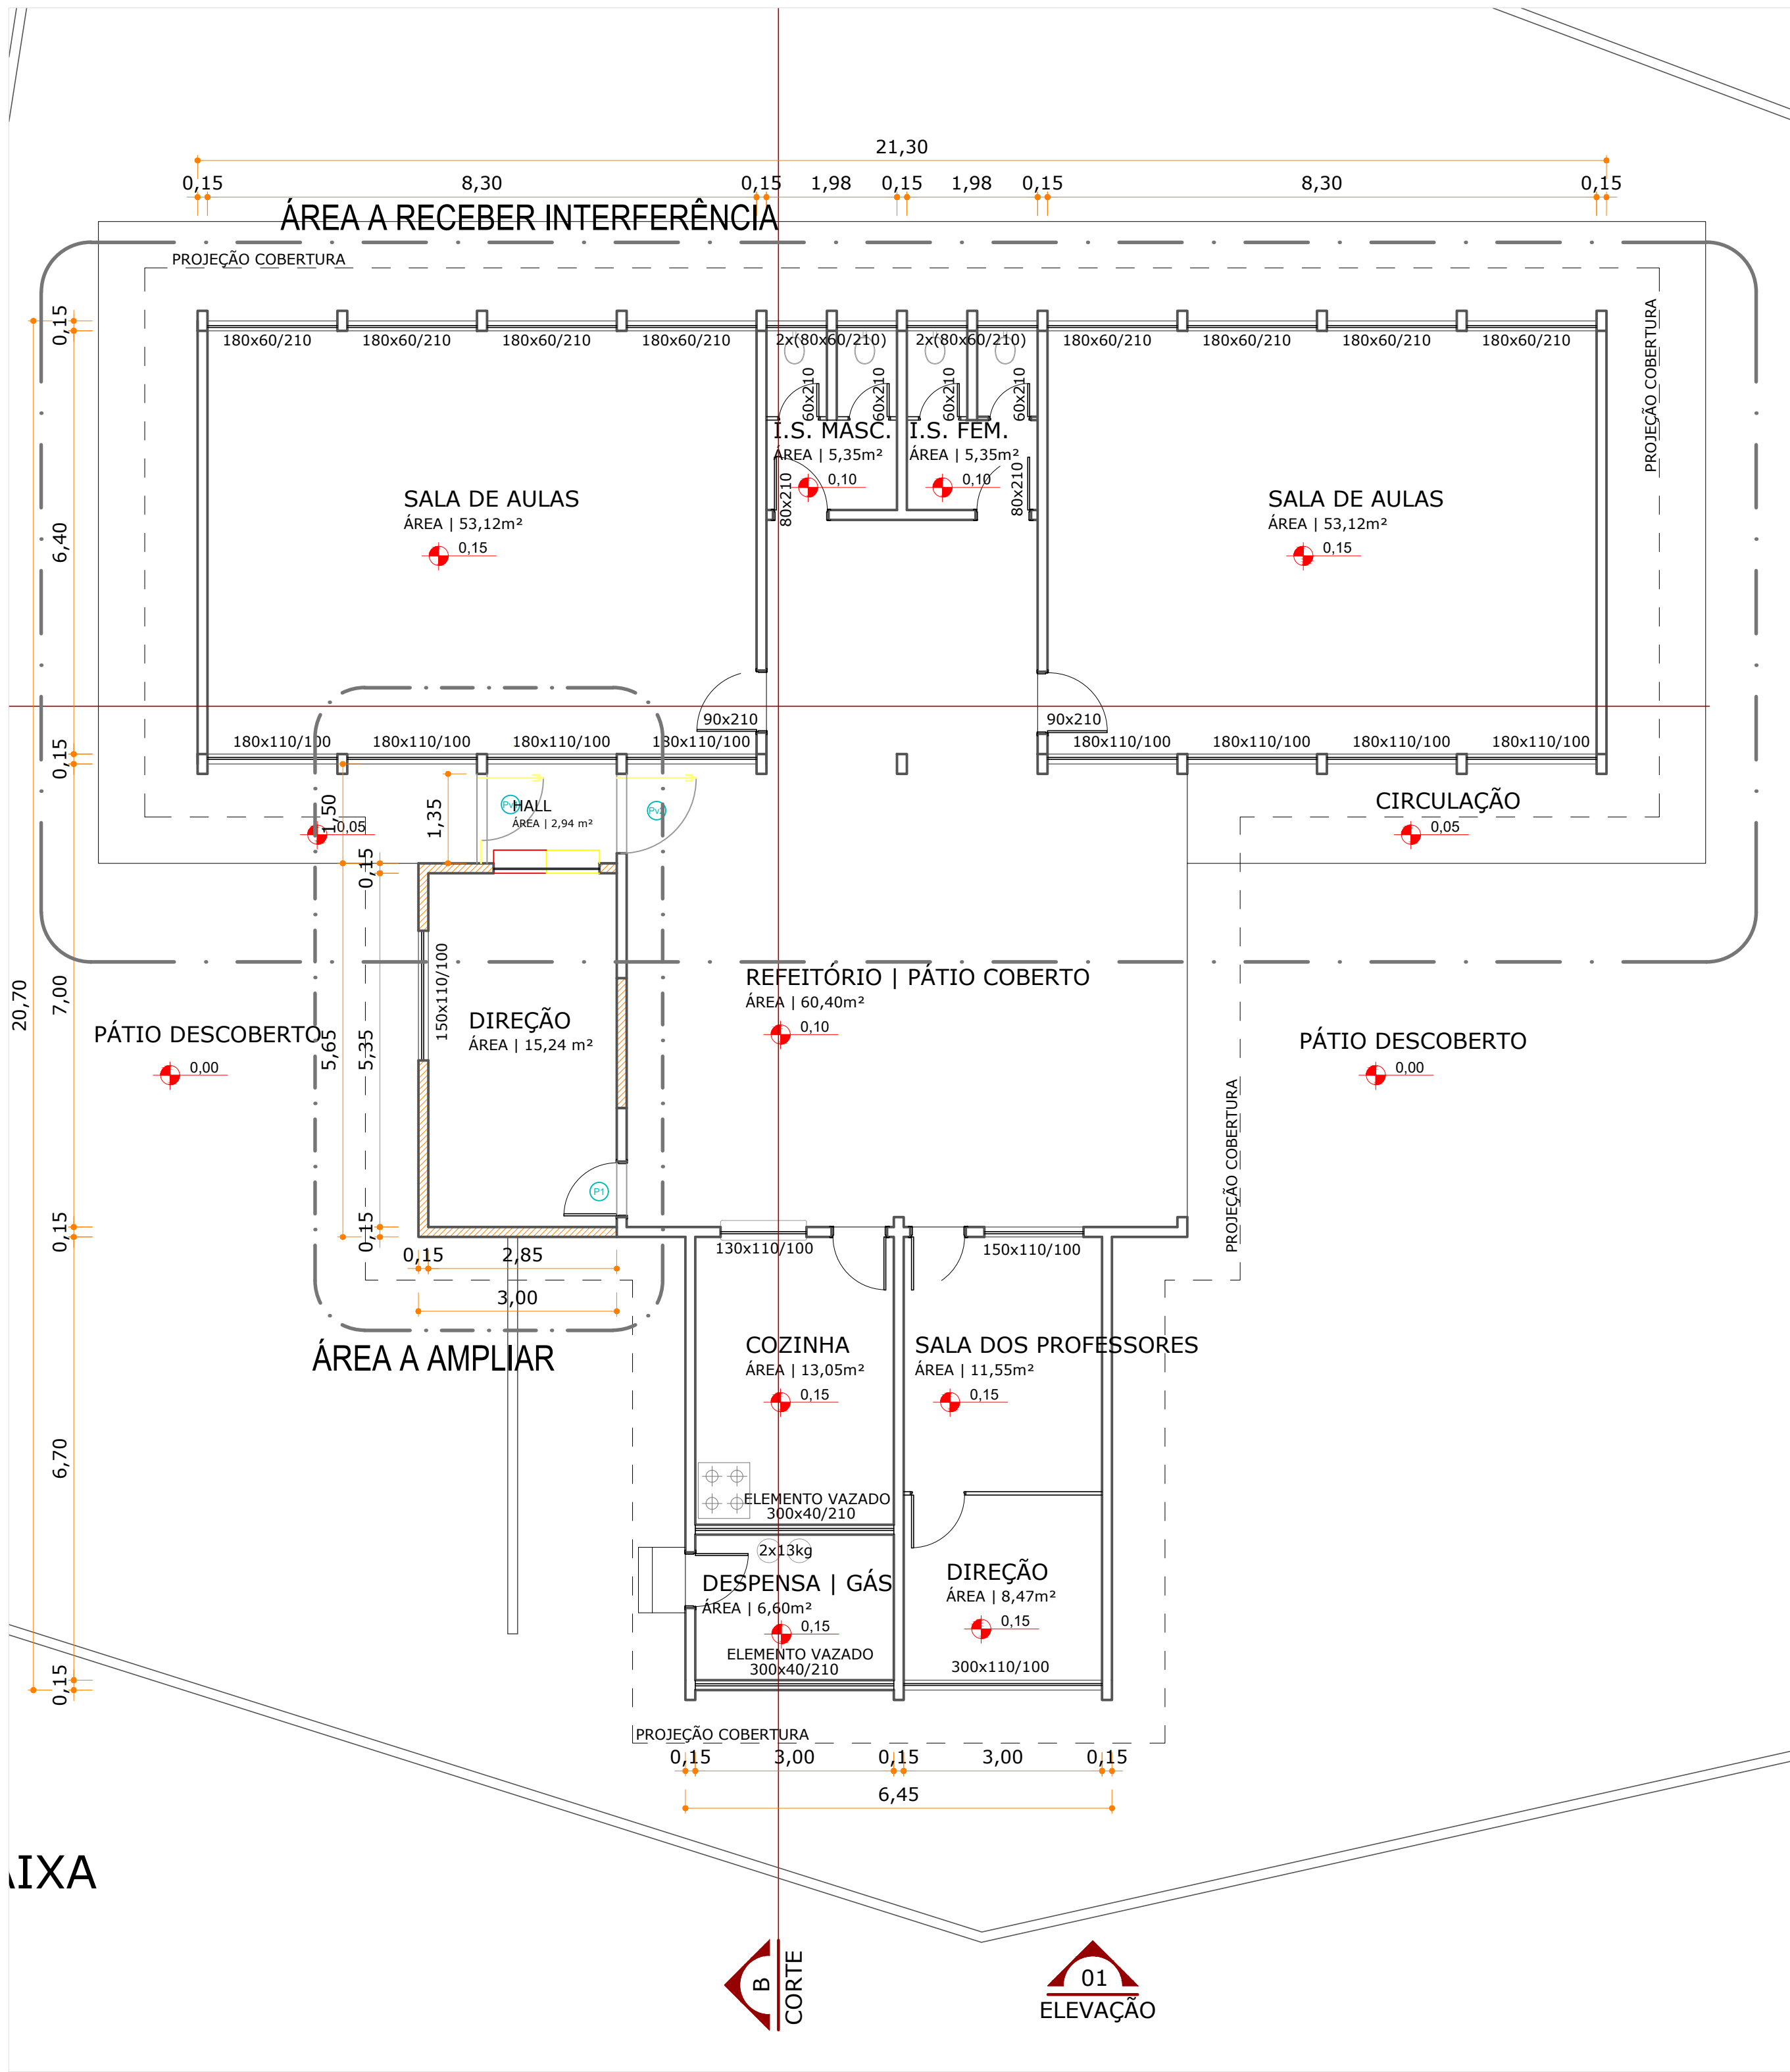 21,30
0,15 8,30 0,15 1,98 0,15 1,98 0,15 8,30 0,15
ÁREA A RECEBER INTERFERÊNCIA
PROJEÇÃO COBERTURA
PROJEÇÃO COBERTURA
180x60/210 180x60/210 180x60/210 180x60/210 2x(80x60/210) 2x(80x60/210) 180x60/210 180x60/210 180x60/210 180x60/210
60x210 60x210 60x210 60x210
I.S. MASC.
ÁREA | 5,35m²
0,10
80x210
I.S. FEM.
ÁREA | 5,35m²
0,10
80x210
SALA DE AULAS
ÁREA | 53,12m²
0,15
SALA DE AULAS
ÁREA | 53,12m²
0,15
90x210 90x210
180x110/100 180x110/100 180x110/100 180x110/100 180x110/100 180x110/100 180x110/100
0,15
6,40
0,15
7,00
0,15
6,70
0,15
20,70
HALL
ÁREA | 2,94 m²
1,50
1,35
0,05
CIRCULAÇÃO
0,05
0,15
5,65
5,35
0,15
150x110/100
DIREÇÃO
ÁREA | 15,24 m²
P1
REFEITÓRIO | PÁTIO COBERTO
ÁREA | 60,40m²
0,10
PÁTIO DESCOBERTO
0,00
PÁTIO DESCOBERTO
0,00
PROJEÇÃO COBERTURA
0,15 2,85
3,00
ÁREA A AMPLIAR
130x110/100 150x110/100
COZINHA
ÁREA | 13,05m²
0,15
SALA DOS PROFESSORES
ÁREA | 11,55m²
0,15
ELEMENTO VAZADO
300x40/210
2x13kg
DESPENSA | GÁS
ÁREA | 6,60m²
0,15
ELEMENTO VAZADO
300x40/210
DIREÇÃO
ÁREA | 8,47m²
0,15
300x110/100
PROJEÇÃO COBERTURA
0,15 3,00 0,15 3,00 0,15
6,45
AIXA
B
CORTE
01
ELEVAÇÃO